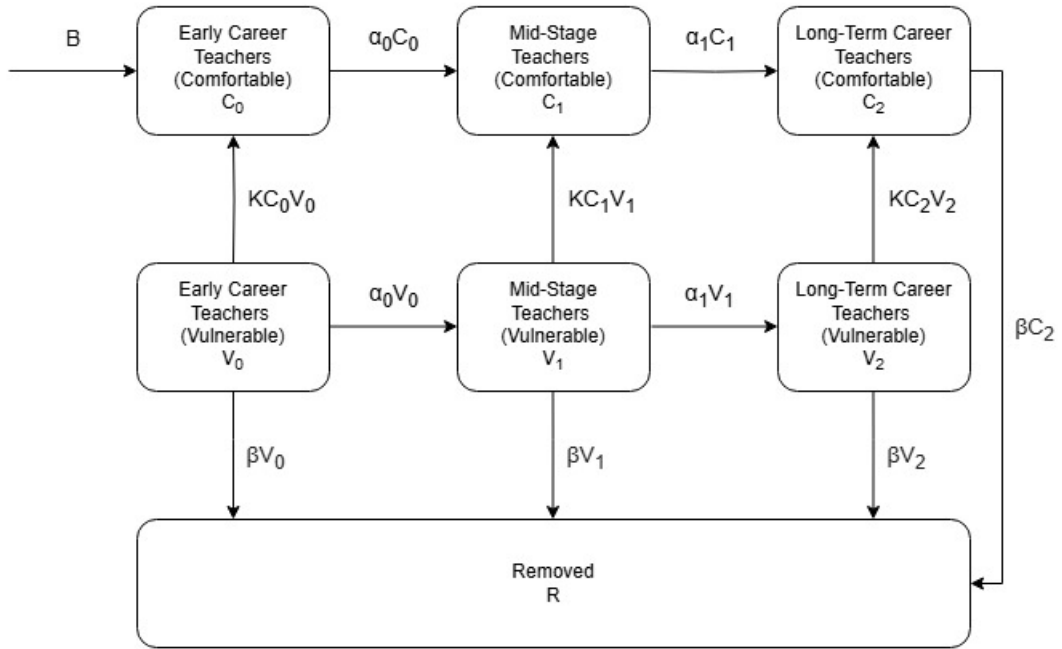 B
Early Career
Teachers
(Comfortable)
C₀
α₀C₀
Mid-Stage
Teachers
(Comfortable)
C₁
α₁C₁
Long-Term Career
Teachers
(Comfortable)
C₂
KC₀V₀
KC₁V₁
KC₂V₂
Early Career
Teachers
(Vulnerable)
V₀
α₀V₀
Mid-Stage
Teachers
(Vulnerable)
V₁
α₁V₁
Long-Term Career
Teachers
(Vulnerable)
V₂
βC₂
βV₀
βV₁
βV₂
Removed
R